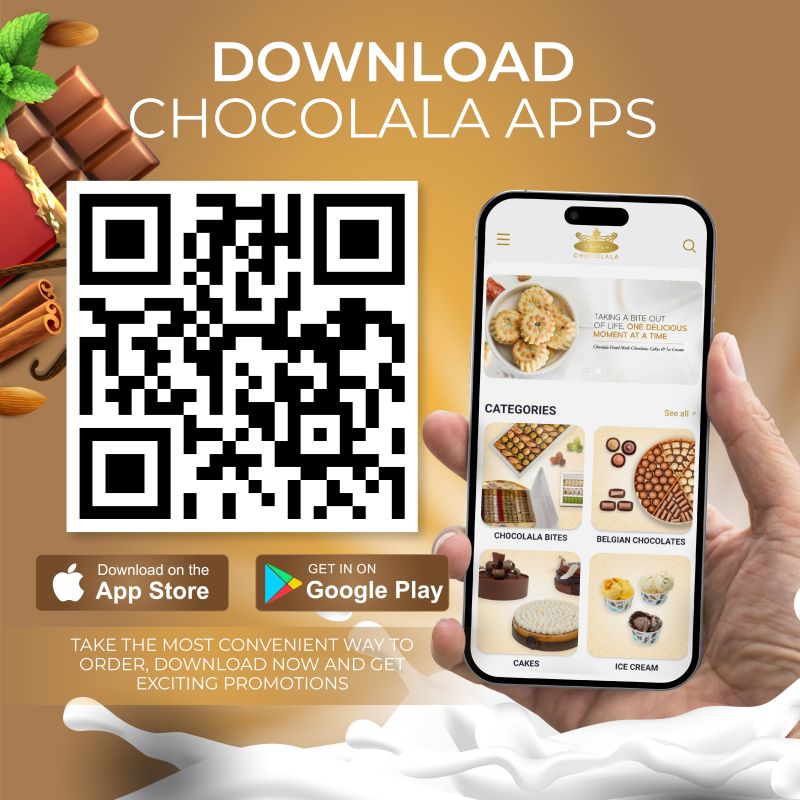 DOWNLOAD
CHOCOLALA APPS
CHOCOLALA
TAKING A BITE OUT
OF LIFE, ONE DELICIOUS
MOMENT AT A TIME
Chocolala Hand Made Chocolate, Cakes & Ice Cream
CATEGORIES
See all
CHOCOLALA BITES
BELGIAN CHOCOLATES
CAKES
ICE CREAM
Download on the
App Store
GET IN ON
Google Play
TAKE THE MOST CONVENIENT WAY TO
ORDER, DOWNLOAD NOW AND GET
EXCITING PROMOTIONS